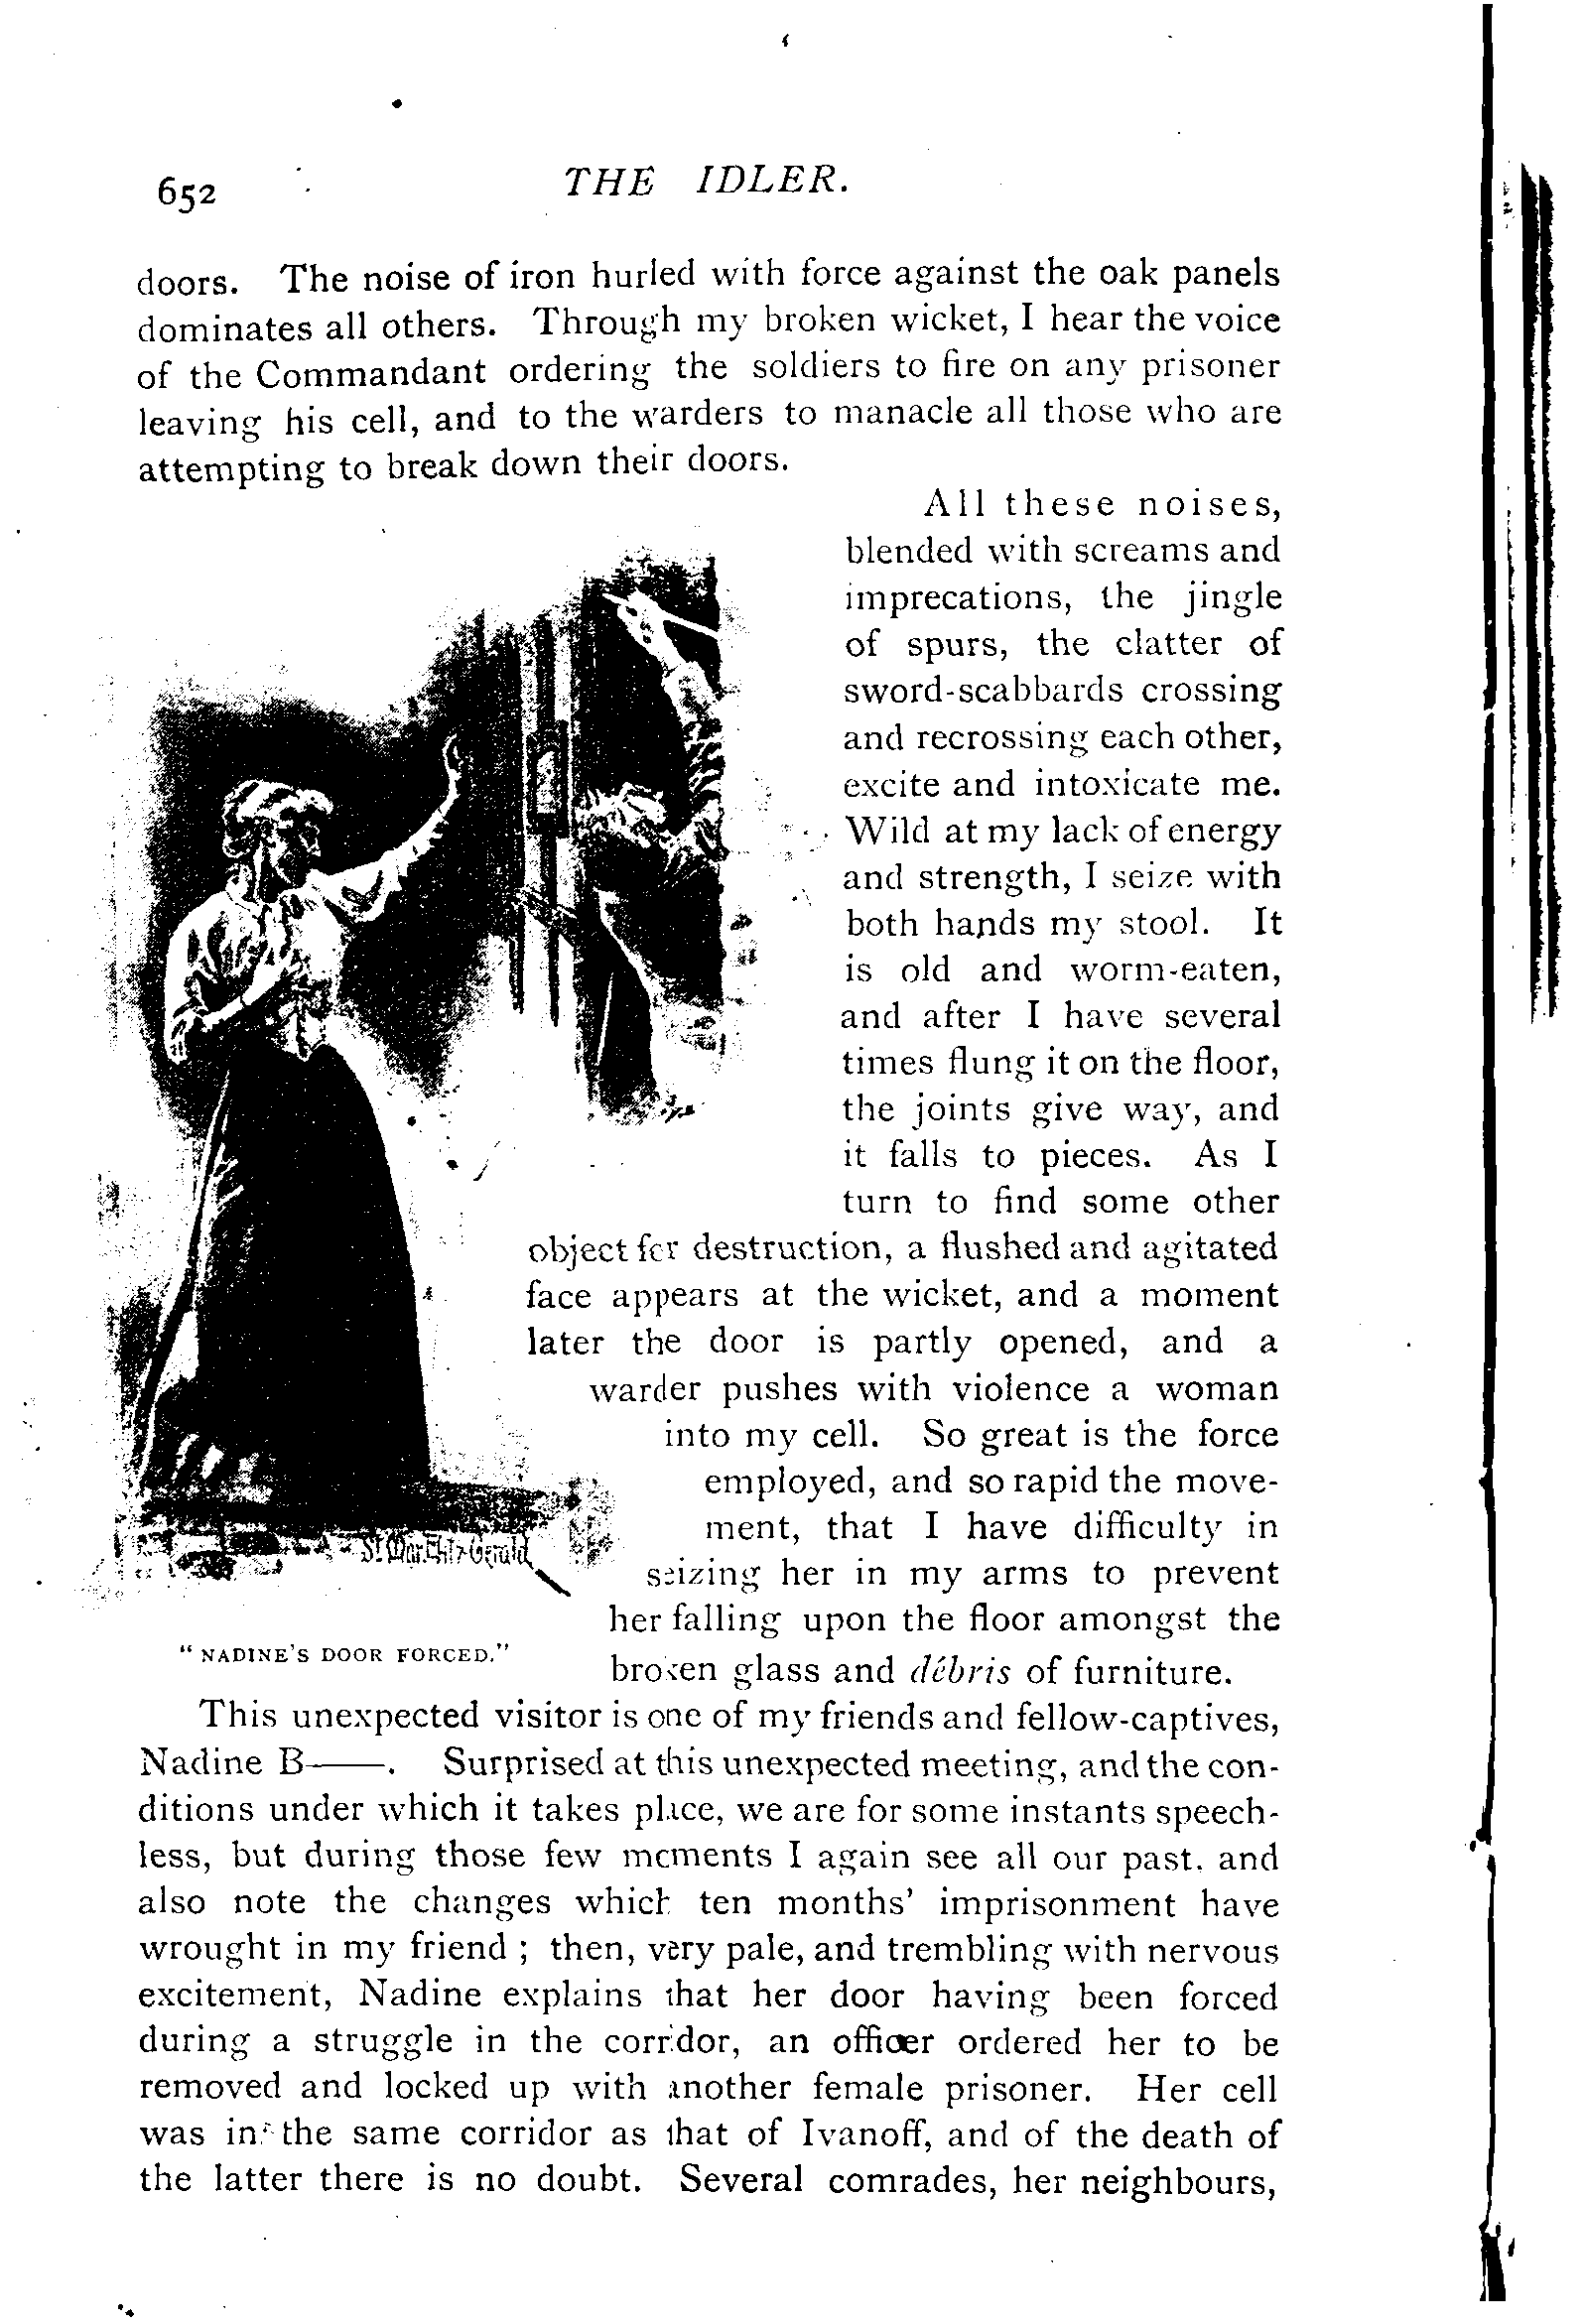 652 THE IDLER.
doors. The noise of iron hurled with force against the oak panels
dominates all others. Through my broken wicket, I hear the voice
of the Commandant ordering the soldiers to fire on any prisoner
leaving his cell, and to the warders to manacle all those who are
attempting to break down their doors.
All these noises,
blended with screams and
imprecations, the jingle
of spurs, the clatter of
sword-scabbards crossing
and recrossing each other,
excite and intoxicate me.
Wild at my lack of energy
and strength, I seize with
both hands my stool. It
is old and worm-eaten,
and after I have several
times flung it on the floor,
the joints give way, and
it falls to pieces. As I
turn to find some other
object for destruction, a flushed and agitated
face appears at the wicket, and a moment
later the door is partly opened, and a
warder pushes with violence a woman
into my cell. So great is the force
employed, and so rapid the move-
ment, that I have difficulty in
seizing her in my arms to prevent
her falling upon the floor amongst the
broken glass and débris of furniture.
St. Mar. Fitz-Gerald
"NADINE'S DOOR FORCED."
This unexpected visitor is one of my friends and fellow-captives,
Nadine B——. Surprised at this unexpected meeting, and the con-
ditions under which it takes place, we are for some instants speech-
less, but during those few moments I again see all our past, and
also note the changes which ten months' imprisonment have
wrought in my friend ; then, very pale, and trembling with nervous
excitement, Nadine explains that her door having been forced
during a struggle in the corridor, an officer ordered her to be
removed and locked up with another female prisoner. Her cell
was in the same corridor as that of Ivanoff, and of the death of
the latter there is no doubt. Several comrades, her neighbours,